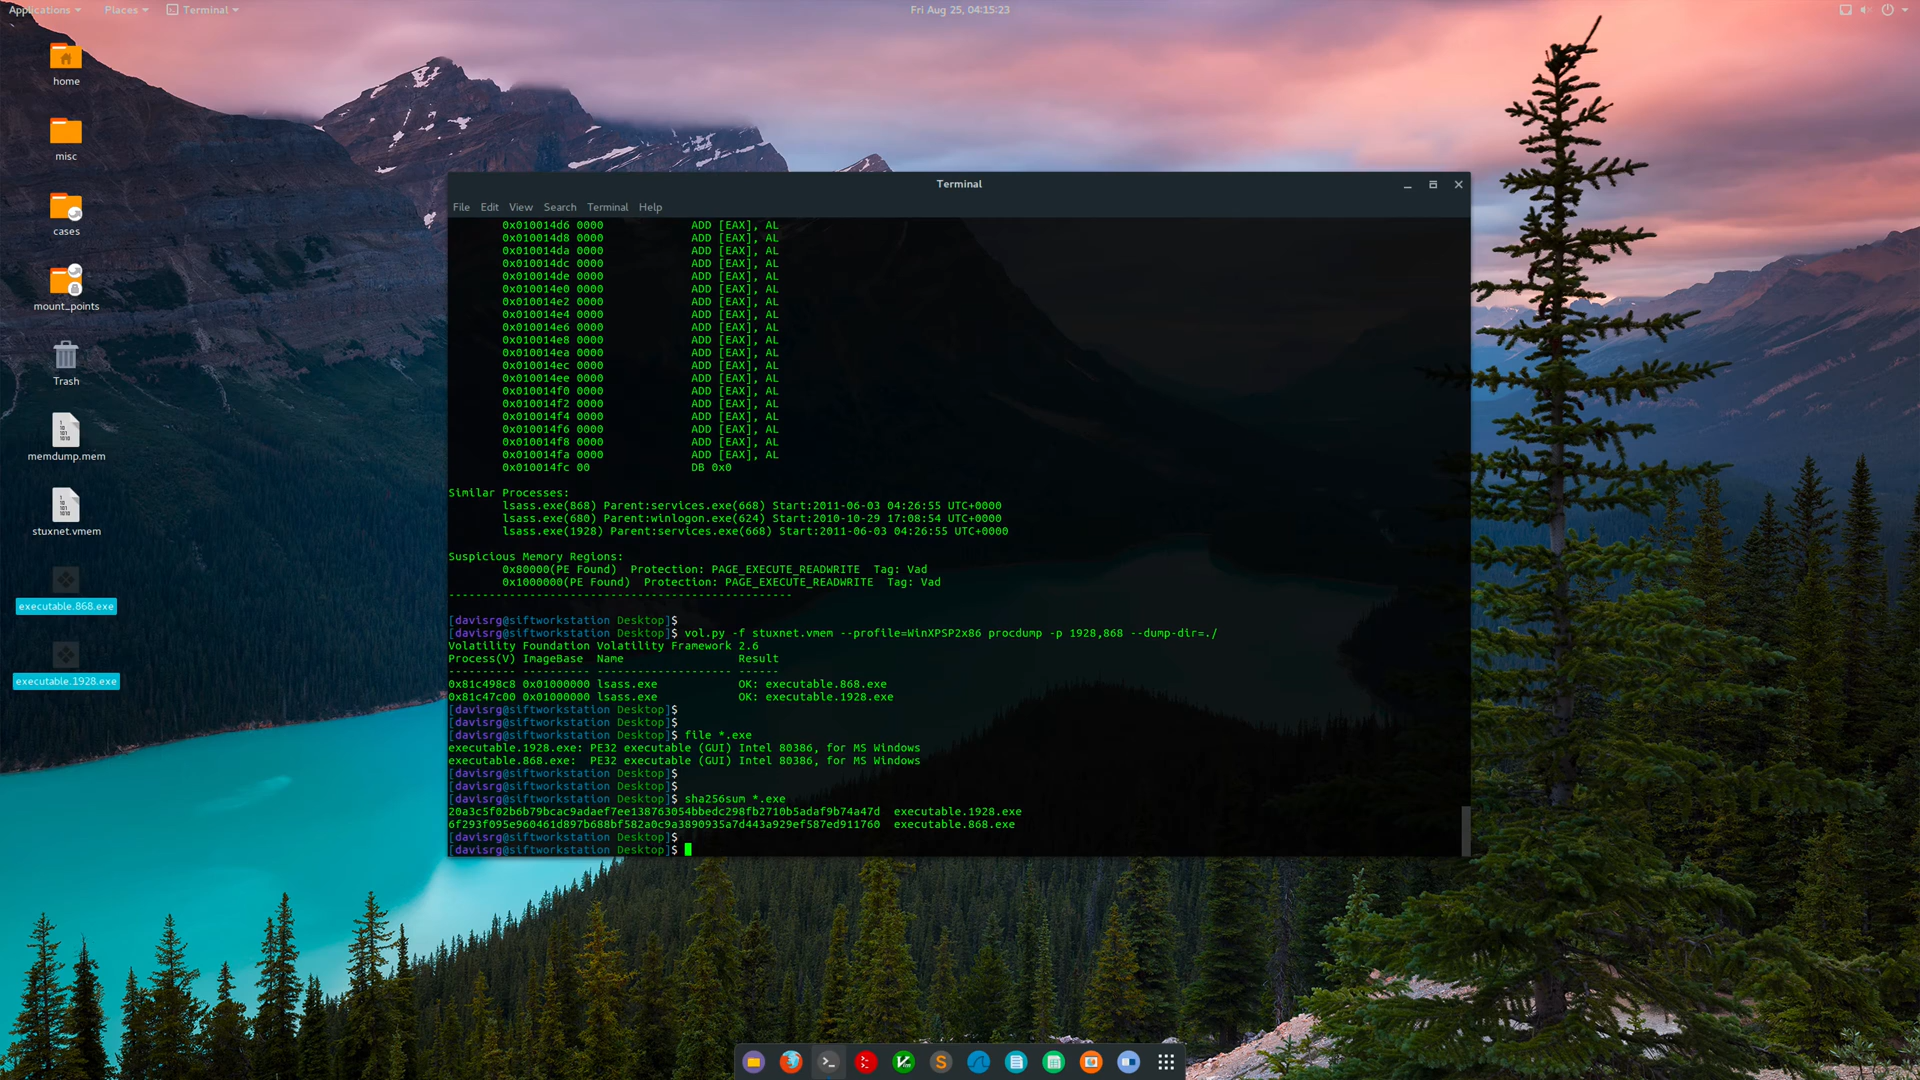 Applications Places Terminal Fri Aug 25, 04:15:23
home
misc
cases
mount_points
Trash
memdump.mem
stuxnet.vmem
executable.868.exe
executable.1928.exe
Terminal
File Edit View Search Terminal Help
0x010014d6 0000 ADD [EAX], AL
0x010014d8 0000 ADD [EAX], AL
0x010014da 0000 ADD [EAX], AL
0x010014dc 0000 ADD [EAX], AL
0x010014de 0000 ADD [EAX], AL
0x010014e0 0000 ADD [EAX], AL
0x010014e2 0000 ADD [EAX], AL
0x010014e4 0000 ADD [EAX], AL
0x010014e6 0000 ADD [EAX], AL
0x010014e8 0000 ADD [EAX], AL
0x010014ea 0000 ADD [EAX], AL
0x010014ec 0000 ADD [EAX], AL
0x010014ee 0000 ADD [EAX], AL
0x010014f0 0000 ADD [EAX], AL
0x010014f2 0000 ADD [EAX], AL
0x010014f4 0000 ADD [EAX], AL
0x010014f6 0000 ADD [EAX], AL
0x010014f8 0000 ADD [EAX], AL
0x010014fa 0000 ADD [EAX], AL
0x010014fc 00 DB 0x0
Similar Processes:
lsass.exe(868) Parent:services.exe(668) Start:2011-06-03 04:26:55 UTC+0000
lsass.exe(680) Parent:winlogon.exe(624) Start:2010-10-29 17:08:54 UTC+0000
lsass.exe(1928) Parent:services.exe(668) Start:2011-06-03 04:26:55 UTC+0000
Suspicious Memory Regions:
0x80000(PE Found) Protection: PAGE_EXECUTE_READWRITE Tag: Vad
0x1000000(PE Found) Protection: PAGE_EXECUTE_READWRITE Tag: Vad
---------------------------------------------------
[davisrg@siftworkstation Desktop]$
[davisrg@siftworkstation Desktop]$ vol.py -f stuxnet.vmem --profile=WinXPSP2x86 procdump -p 1928,868 --dump-dir=./
Volatility Foundation Volatility Framework 2.6
Process(V) ImageBase Name Result
---------- ---------- -------------------- ------
0x81c498c8 0x01000000 lsass.exe OK: executable.868.exe
0x81c47c00 0x01000000 lsass.exe OK: executable.1928.exe
[davisrg@siftworkstation Desktop]$
[davisrg@siftworkstation Desktop]$
[davisrg@siftworkstation Desktop]$ file *.exe
executable.1928.exe: PE32 executable (GUI) Intel 80386, for MS Windows
executable.868.exe: PE32 executable (GUI) Intel 80386, for MS Windows
[davisrg@siftworkstation Desktop]$
[davisrg@siftworkstation Desktop]$
[davisrg@siftworkstation Desktop]$ sha256sum *.exe
20a3c5f02b6b79bcac9adaef7ee138763054bbedc298fb2710b5adaf9b74a47d executable.1928.exe
6f293f095e960461d897b688bf582a0c9a3890935a7d443a929ef587ed911760 executable.868.exe
[davisrg@siftworkstation Desktop]$
[davisrg@siftworkstation Desktop]$